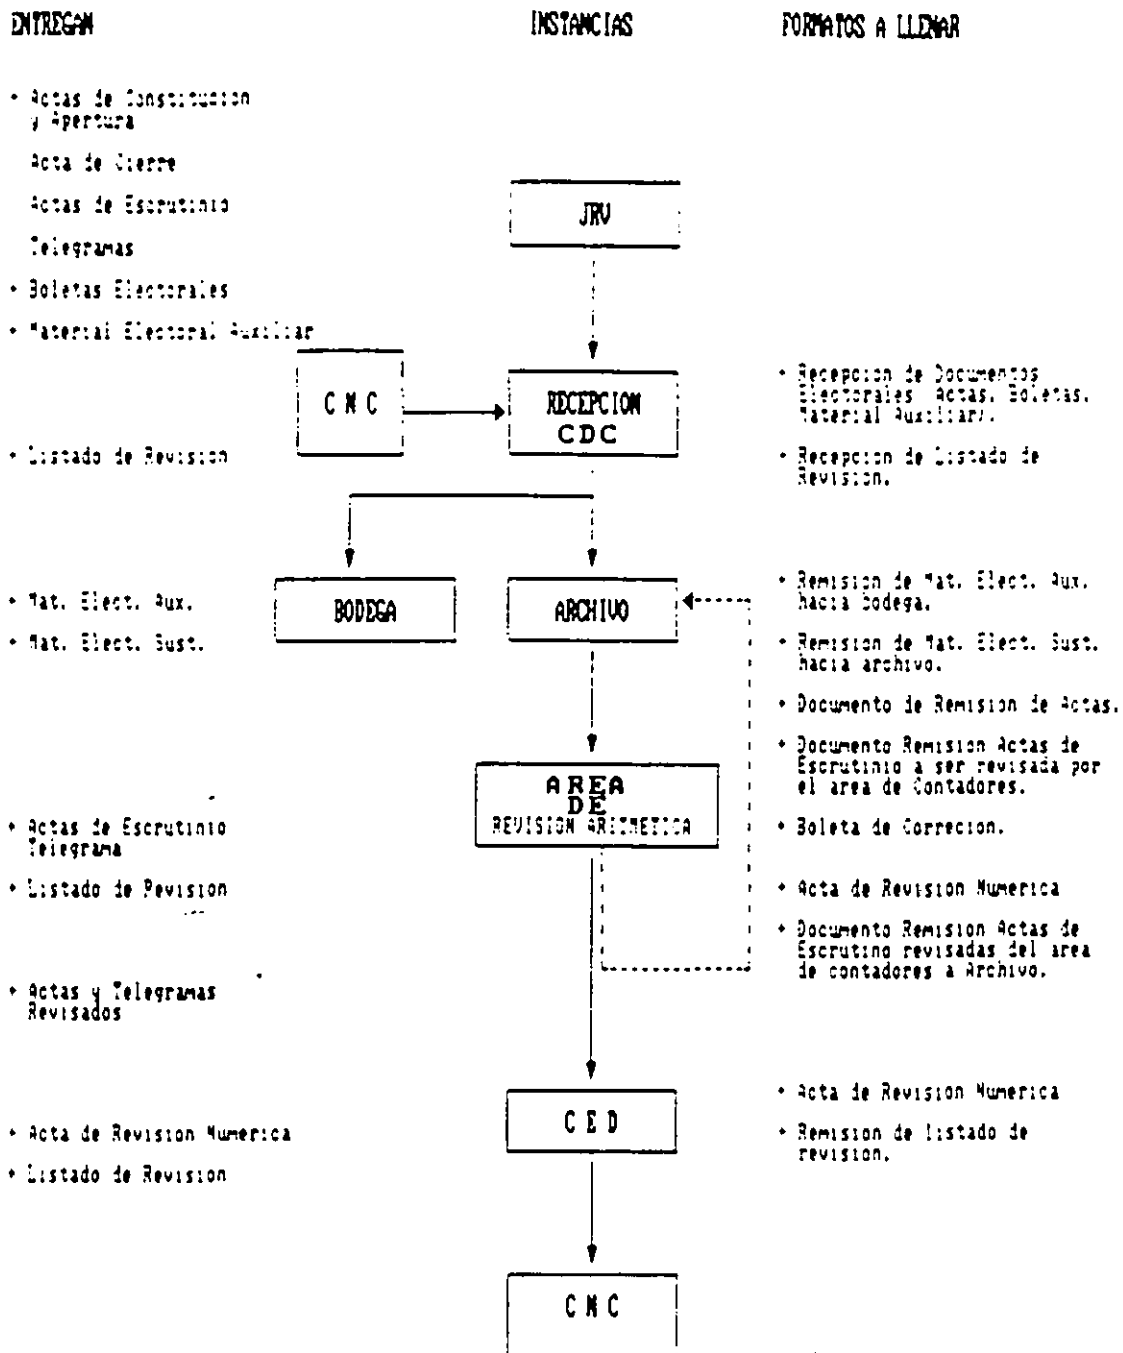 ENTREGAN
INSTANCIAS
FORMATOS A LLENAR
* Actas de Constitucion
y Apertura
Acta de Cierre
Actas de Escrutinio
Telegramas
* Boletas Electorales
* Material Electoral Auxiliar
JRV
C N C
RECEPCION
CDC
* Recepcion de Documentos
Electorales Actas. Boletas.
Material Auxiliar).
* Listado de Revision
* Recepcion de Listado de
Revision.
* Mat. Elect. Aux.
* Mat. Elect. Sust.
BODEGA
ARCHIVO
* Remision de Mat. Elect. Aux.
hacia bodega.
* Remision de Mat. Elect. Sust.
hacia archivo.
* Documento de Remision de Actas.
* Documento Remision Actas de
Escrutinio a ser revisada por
el area de Contadores.
AREA
DE
REVISION ARITMETICA
* Actas de Escrutinio
Telegrama
* Boleta de Correcion.
* Listado de Revision
* Acta de Revision Numerica
* Documento Remision Actas de
Escrutino revisadas del area
de contadores a Archivo.
* Actas y Telegramas
Revisados
C E D
* Acta de Revision Numerica
* Remision de listado de
revision.
* Acta de Revision Numerica
* Listado de Revision
C N C